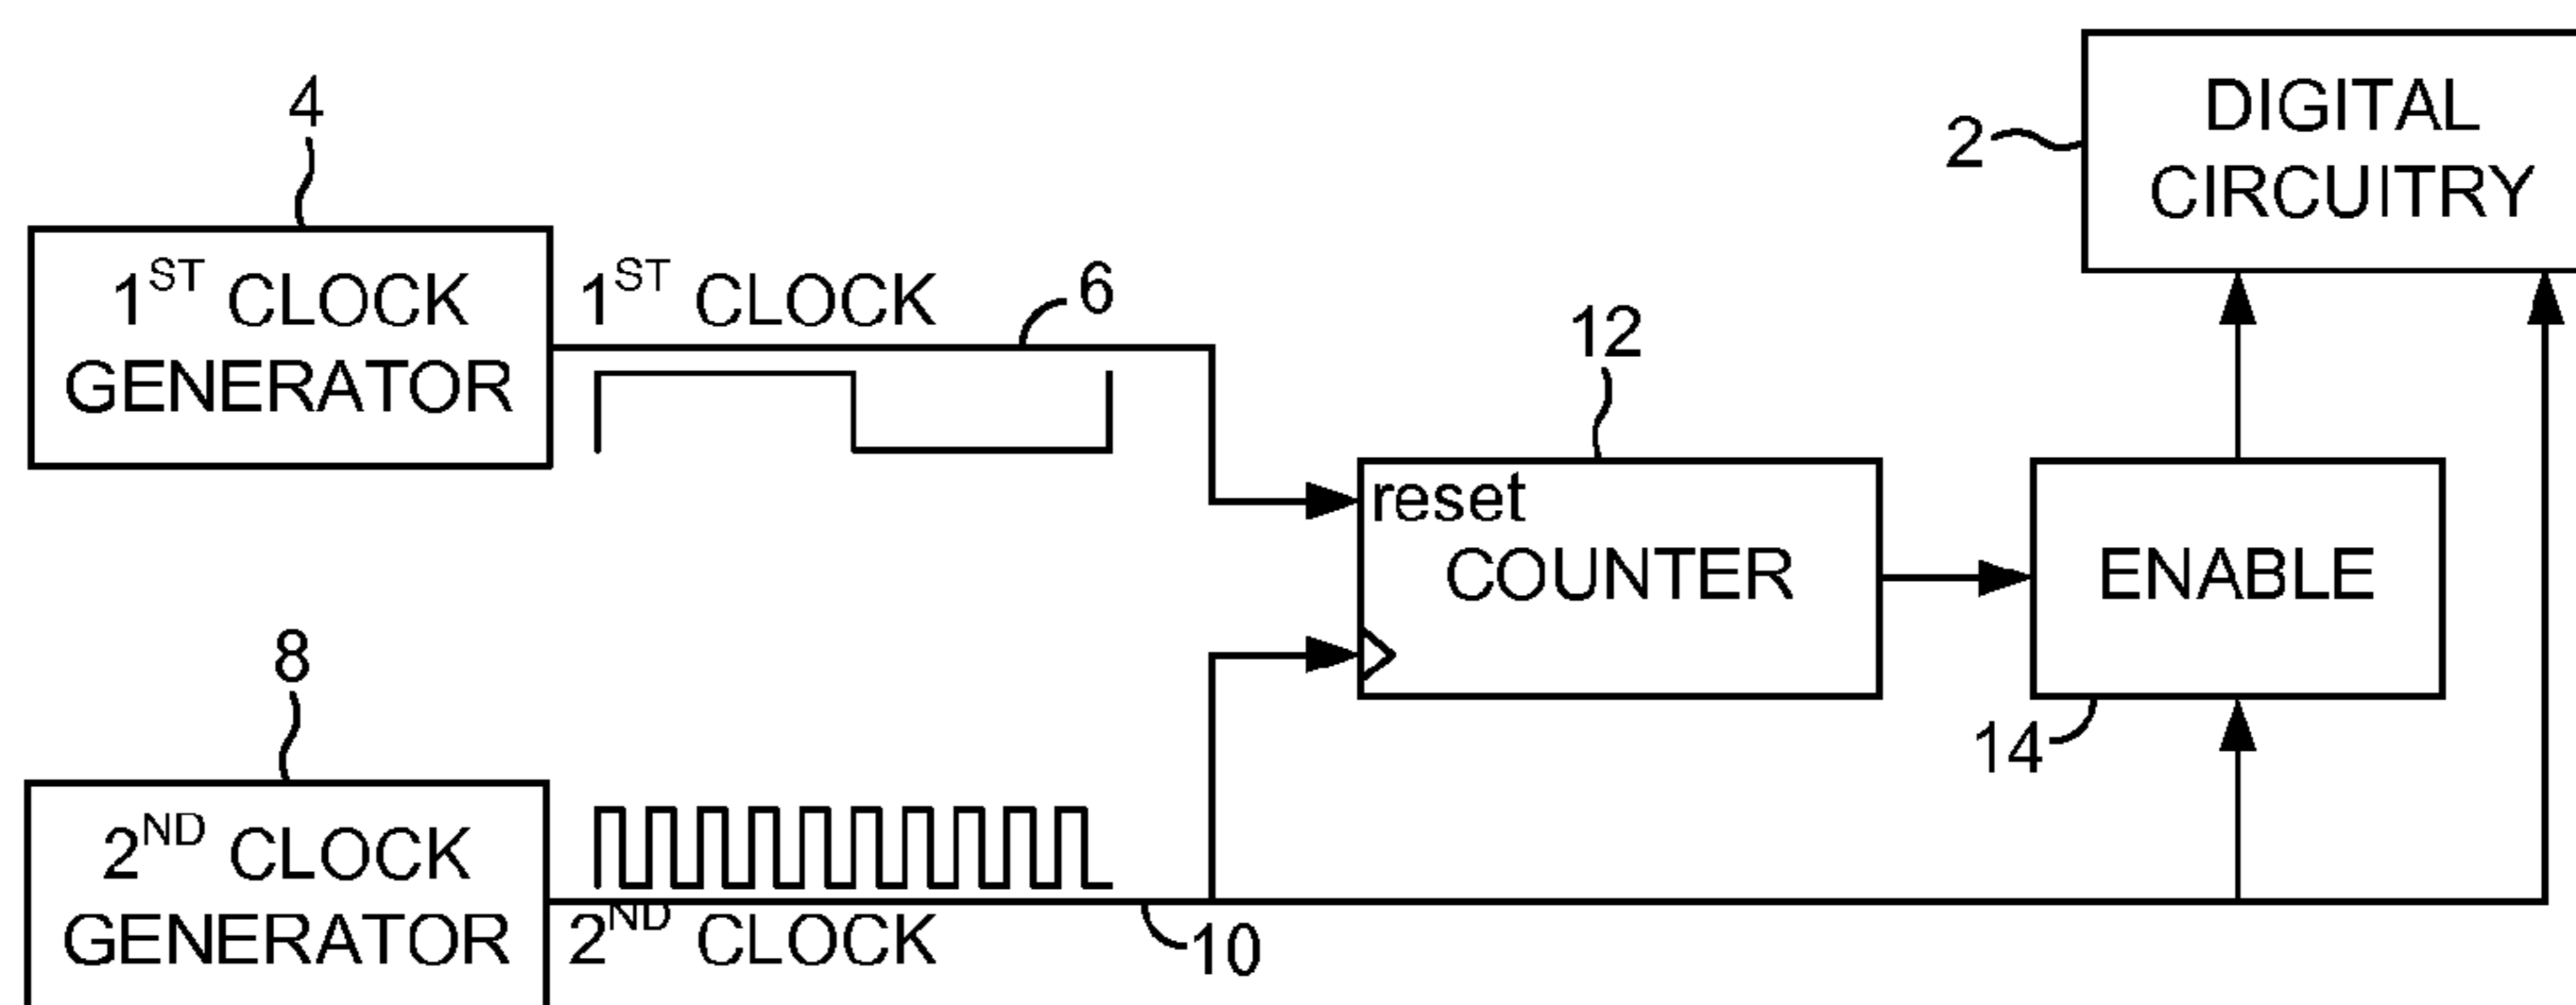 4
DIGITAL
2
CIRCUITRY
1ST CLOCK
GENERATOR
1ST CLOCK
6
12
reset
COUNTER
ENABLE
8
14
2ND CLOCK
GENERATOR
2ND CLOCK
10